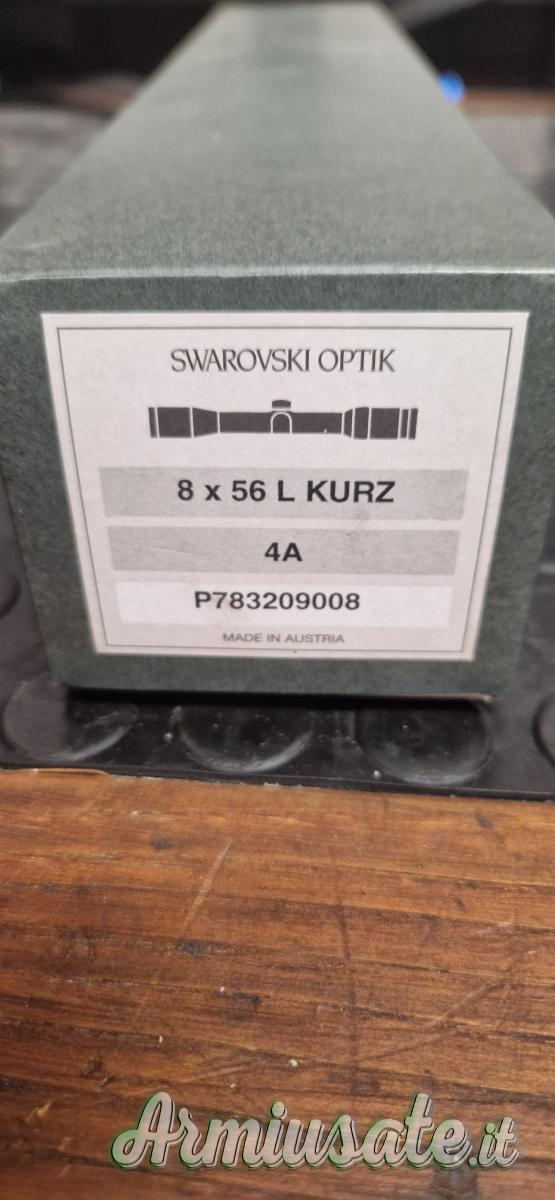 SWAROVSKI OPTIK
8 x 56 L KURZ
4A
P783209008
MADE IN AUSTRIA
Armiusate.it